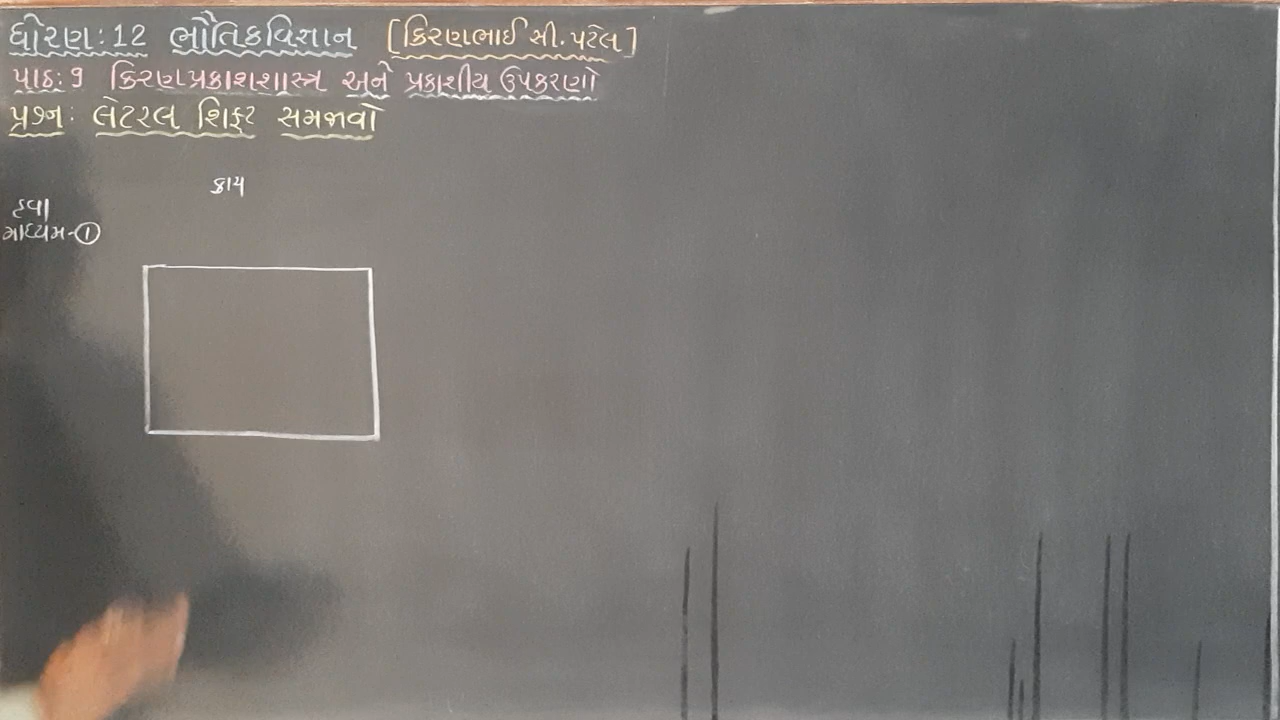 ધોરણ: 12 ભૌતિકવિજ્ઞાન [કિરણભાઈ સી. પટેલ]
પાઠ: 9 કિરણપ્રકાશશાસ્ત્ર અને પ્રકાશીય ઉપકરણો
પ્રશ્ન: લેટરલ શિફ્ટ સમજાવો
કાચ
હવા
માધ્યમ-①